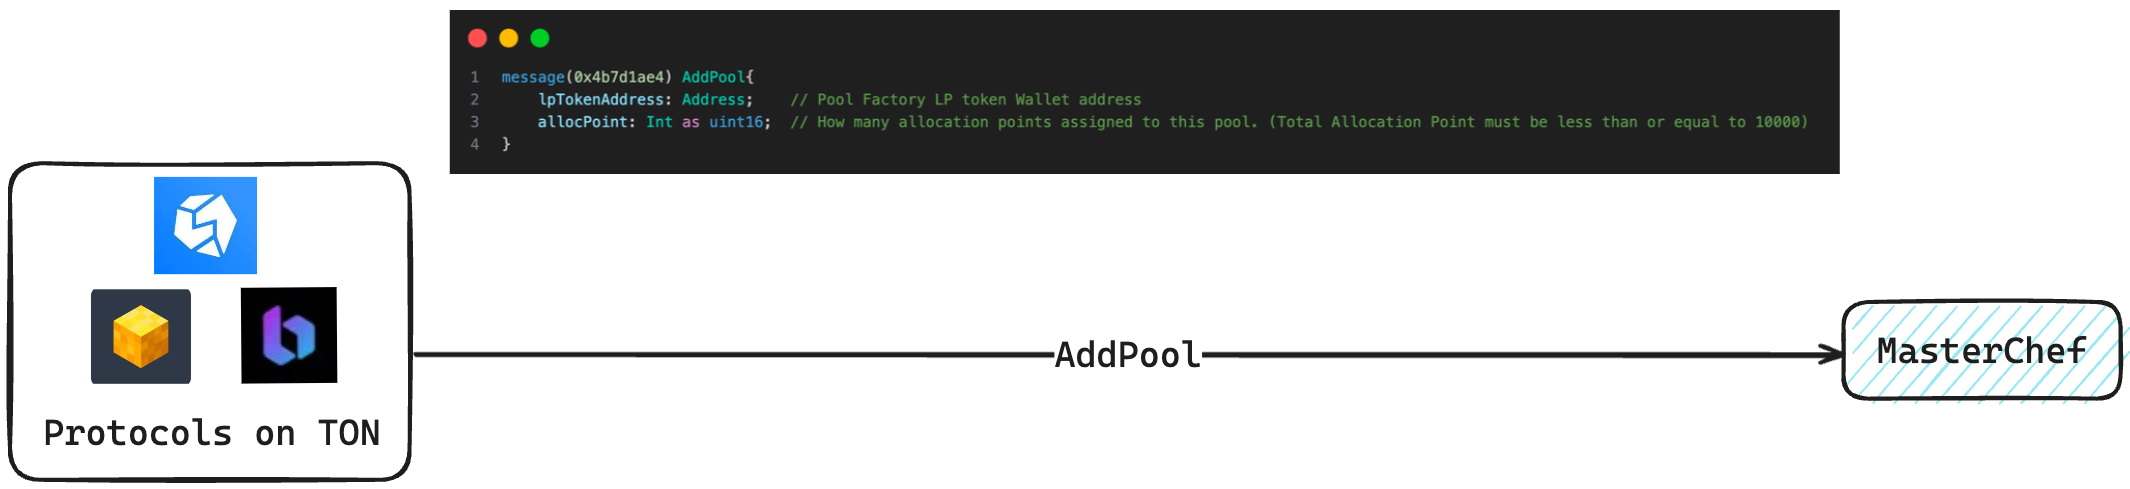 1 message(0x4b7d1ae4) AddPool{
2 lpTokenAddress: Address; // Pool Factory LP token Wallet address
3 allocPoint: Int as uint16; // How many allocation points assigned to this pool. (Total Allocation Point must be less than or equal to 10000)
4 }
AddPool
MasterChef
Protocols on TON